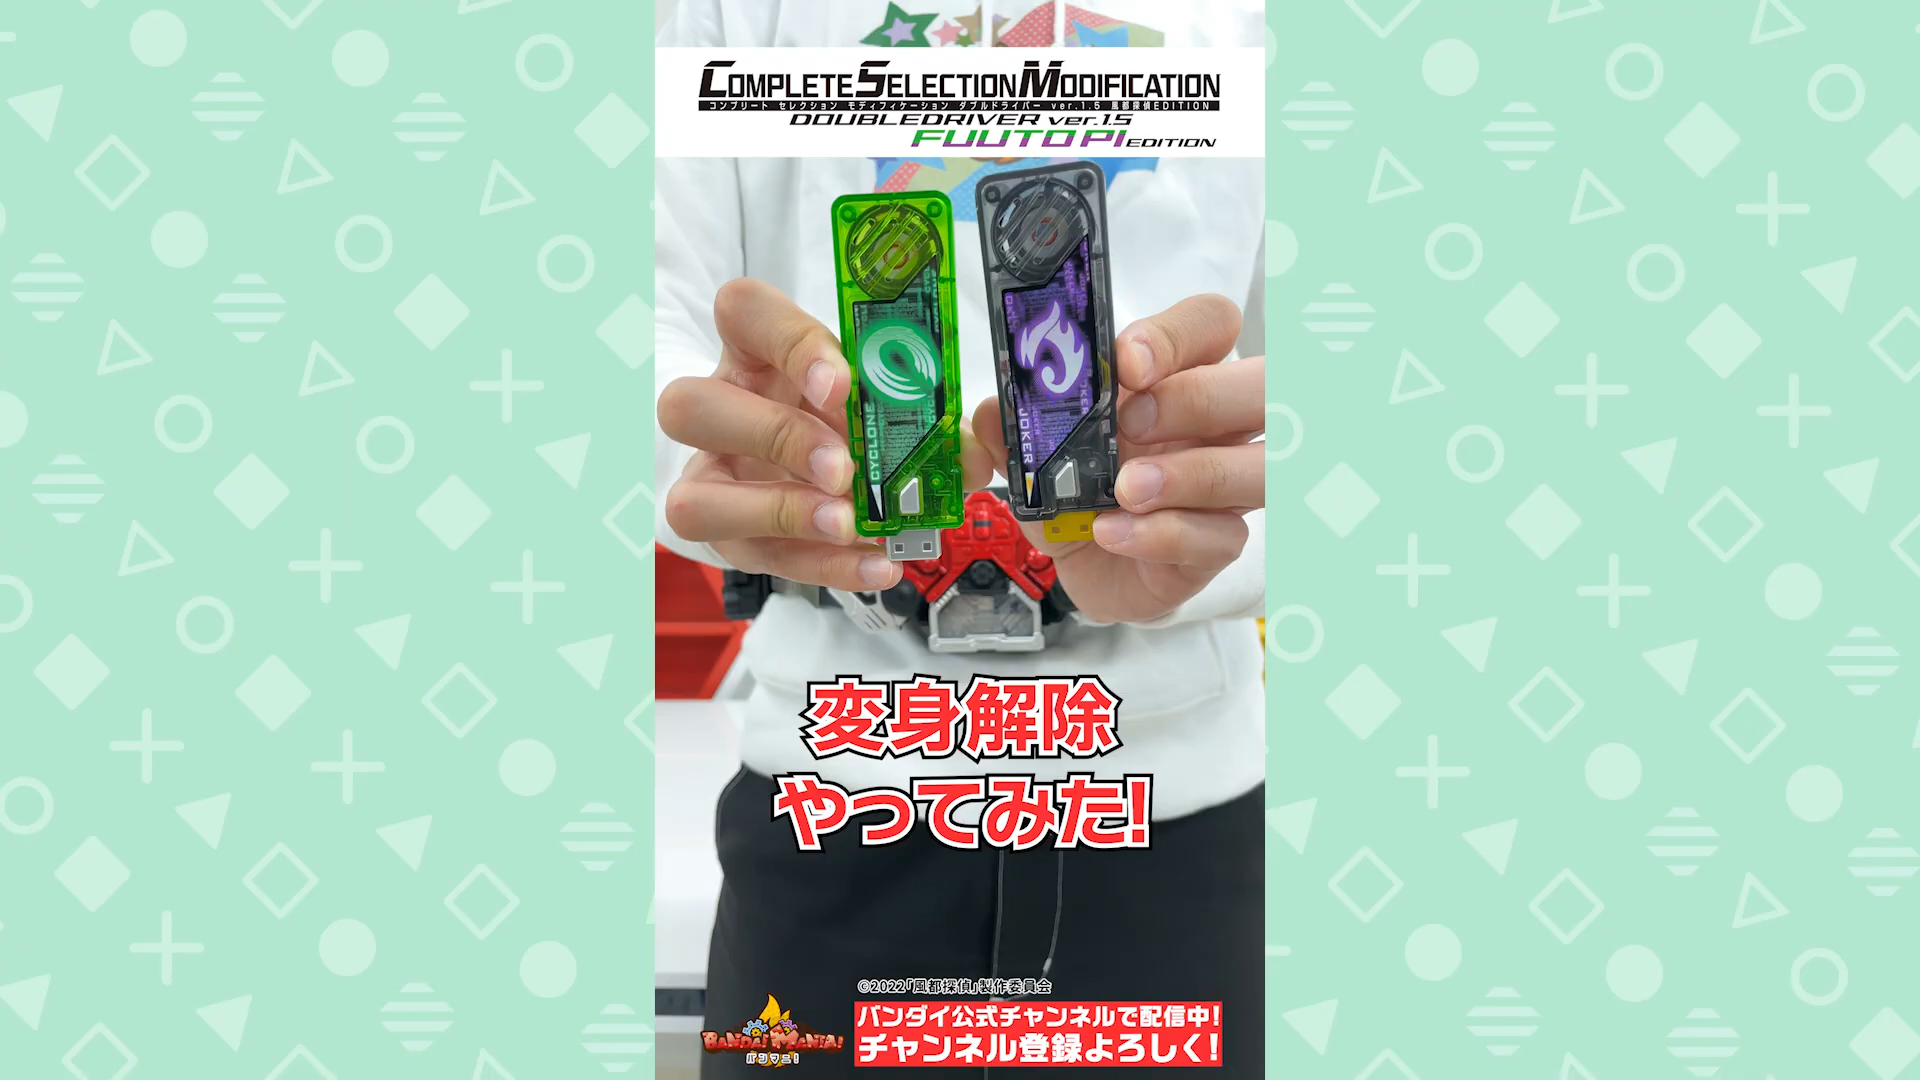 COMPLETE SELECTION MODIFICATION
コンプリート セレクション モディフィケーション ダブルドライバー ver.1.5 風都探偵EDITION
DOUBLEDRIVER ver.1.5
FUUTO PI EDITION
CYCLONE
JOKER
変身解除
やってみた!
©2022「風都探偵」製作委員会
BANDAI MANIA!
バンマニ!
バンダイ公式チャンネルで配信中!
チャンネル登録よろしく!